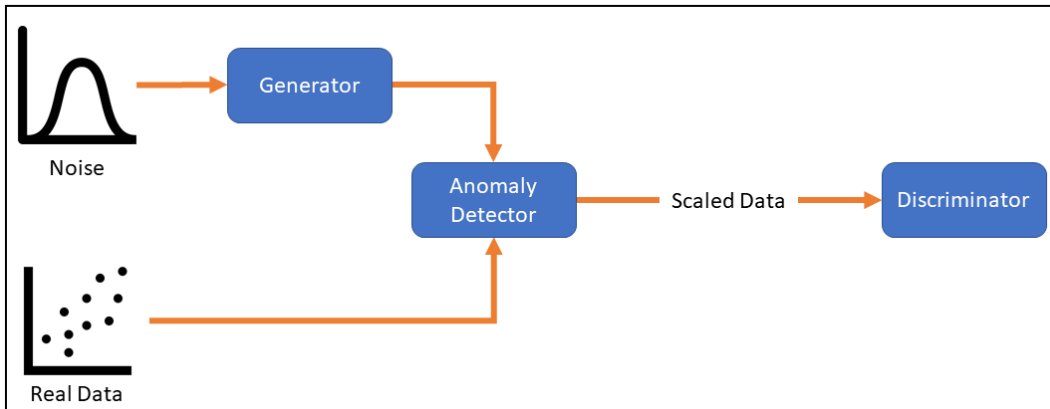 Generator
Noise
Anomaly
Detector
Scaled Data
Discriminator
Real Data